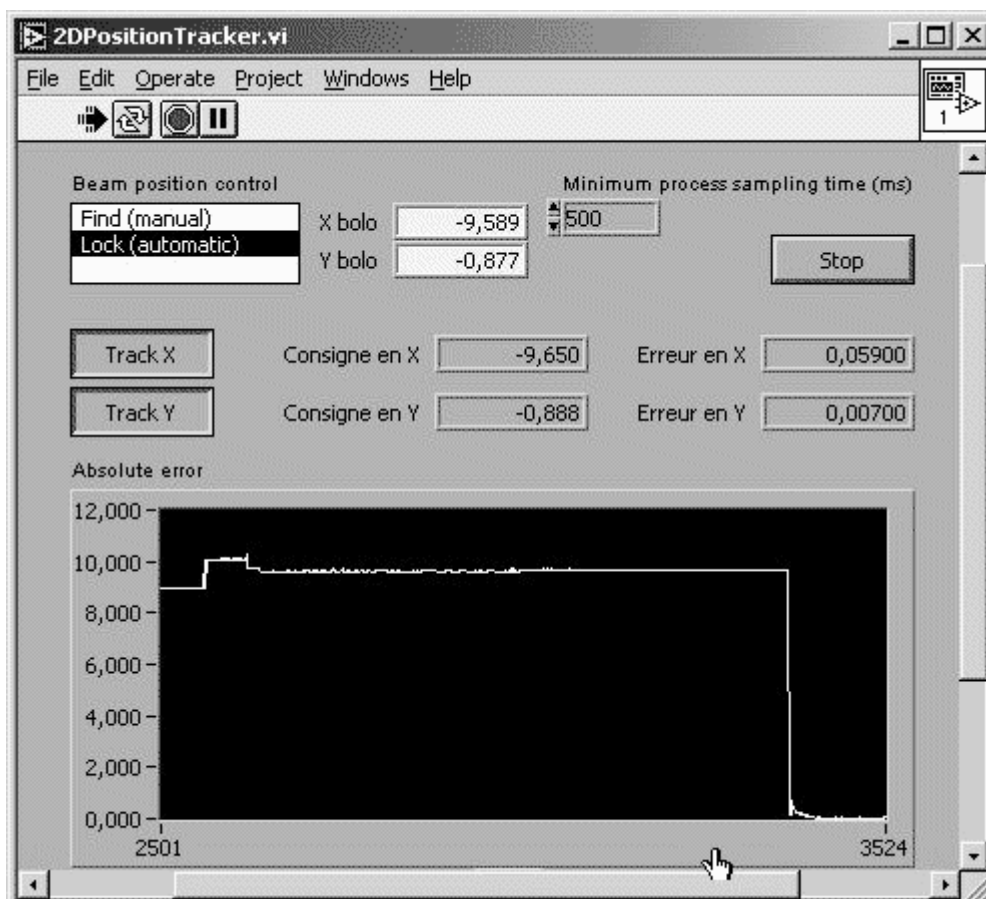 2DPositionTracker.vi
File Edit Operate Project Windows Help
1
Beam position control
Minimum process sampling time (ms)
Find (manual)
Lock (automatic)
X bolo -9,589
500
Y bolo -0,877
Stop
Track X Consigne en X -9,650 Erreur en X 0,05900
Track Y Consigne en Y -0,888 Erreur en Y 0,00700
Absolute error
12,000
10,000
8,000
6,000
4,000
2,000
0,000
2501 3524